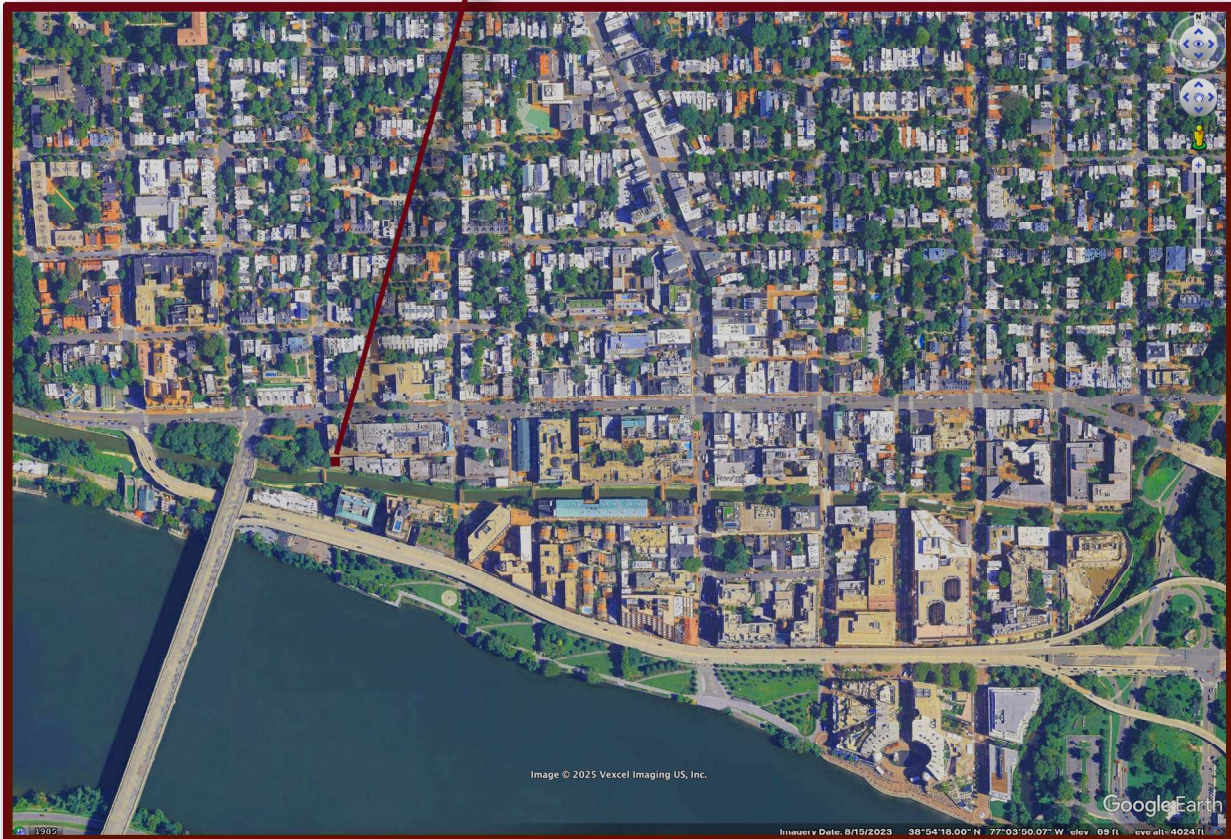 N
Image © 2025 Vexcel Imaging US, Inc.
Google Earth
1985
Imagery Date: 8/15/2023 38°54'18.00" N 77°03'50.07" W elev 69 ft eye alt 4024 ft